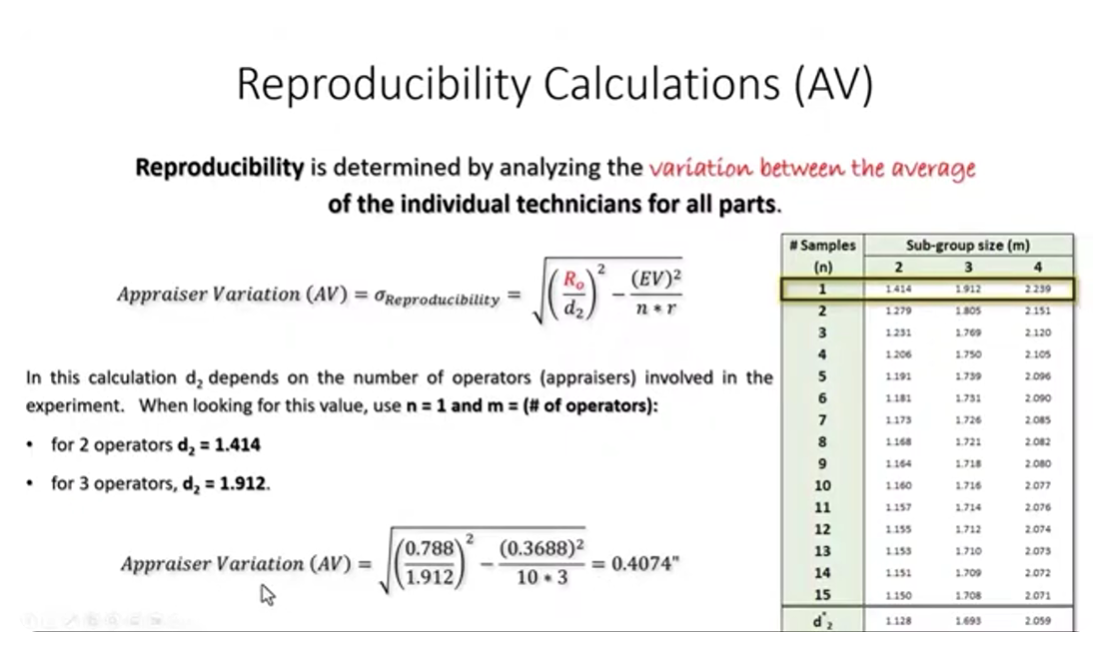 Reproducibility Calculations (AV)
Reproducibility is determined by analyzing the variation between the average
of the individual technicians for all parts.
Appraiser Variation (AV) = σReproducibility = √((Ro/d₂)² − (EV)²/(n * r))
In this calculation d₂ depends on the number of operators (appraisers) involved in the
experiment. When looking for this value, use n = 1 and m = (# of operators):
• for 2 operators d₂ = 1.414
• for 3 operators, d₂ = 1.912.
Appraiser Variation (AV) = √((0.788/1.912)² − (0.3688)²/(10 * 3)) = 0.4074"
# Samples Sub-group size (m)
(n) 2 3 4
1 1.414 1.912 2.239
2 1.279 1.805 2.151
3 1.231 1.769 2.120
4 1.206 1.750 2.105
5 1.191 1.739 2.096
6 1.181 1.731 2.090
7 1.173 1.726 2.085
8 1.168 1.721 2.082
9 1.164 1.718 2.080
10 1.160 1.716 2.077
11 1.157 1.714 2.076
12 1.155 1.712 2.074
13 1.153 1.710 2.073
14 1.151 1.709 2.072
15 1.150 1.708 2.071
d*₂ 1.128 1.693 2.059